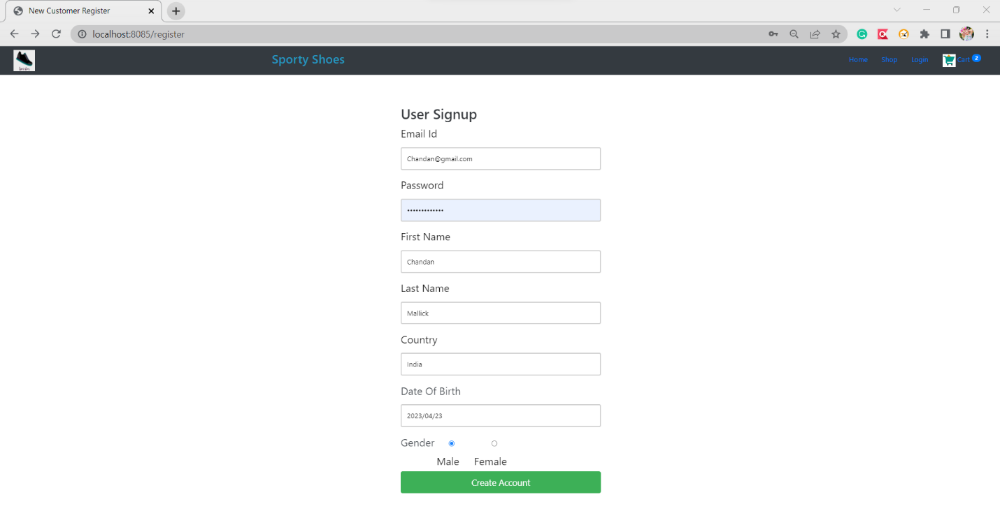 New Customer Register
localhost:8085/register
Sporty Shoes
Home Shop Login Cart 2
User Signup
Email Id
Chandan@gmail.com
Password
•••••••••••••
First Name
Chandan
Last Name
Mallick
Country
India
Date Of Birth
2023/04/23
Gender
Male Female
Create Account